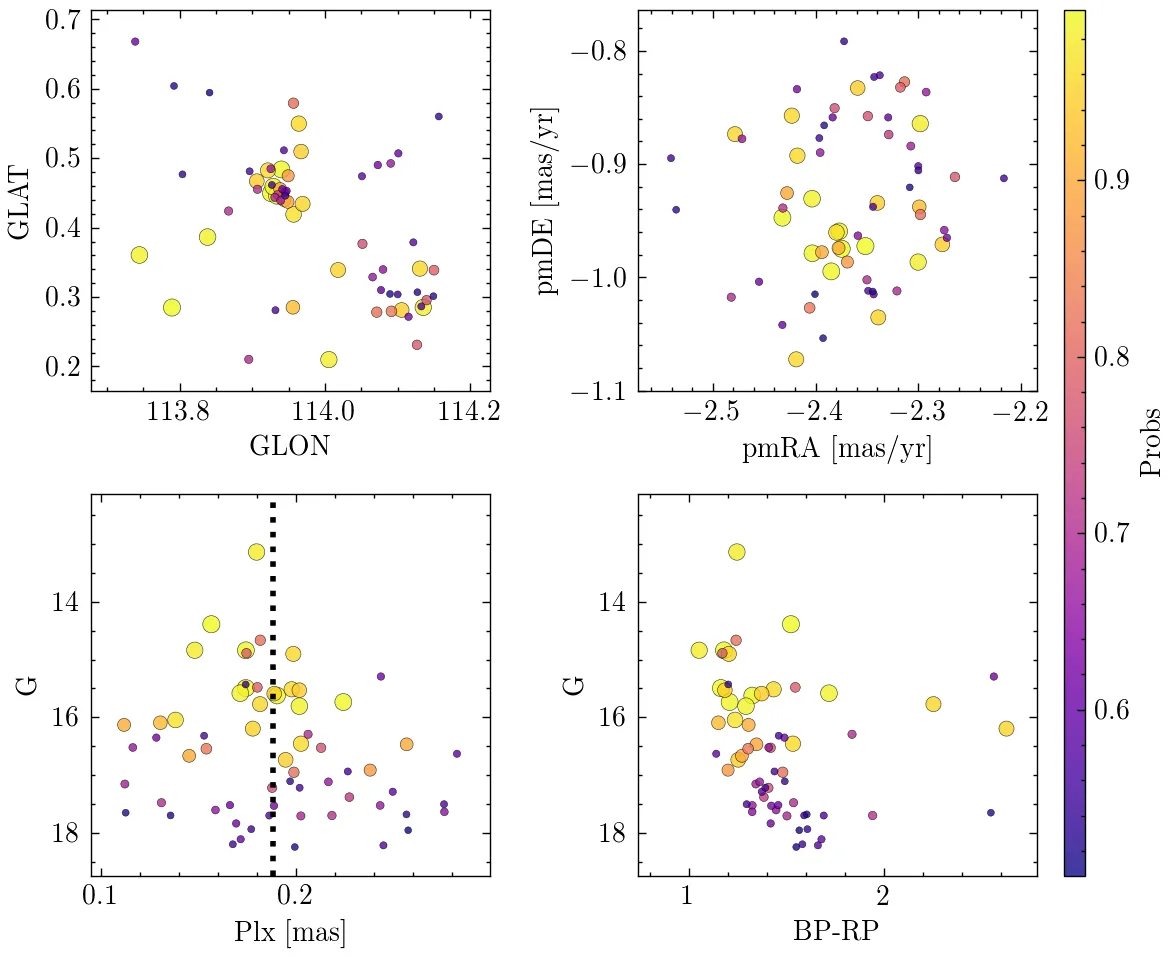 0.7
0.6
0.5
0.4
0.3
0.2
GLAT
113.8 114.0 114.2
GLON
−0.8
−0.9
−1.0
−1.1
pmDE [mas/yr]
−2.5 −2.4 −2.3 −2.2
pmRA [mas/yr]
14
16
18
G
0.1 0.2
Plx [mas]
14
16
18
G
1 2
BP-RP
0.9
0.8
0.7
0.6
Probs